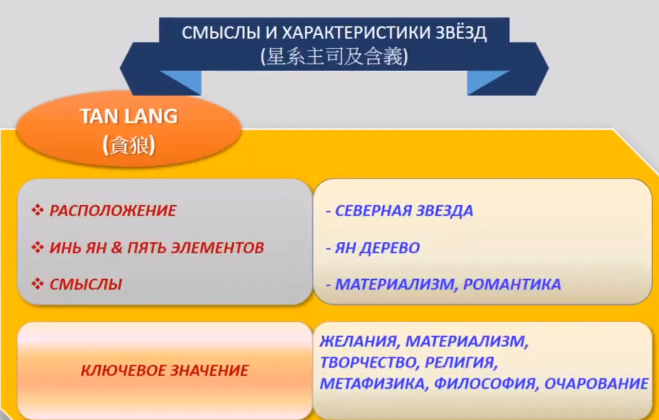 СМЫСЛЫ И ХАРАКТЕРИСТИКИ ЗВЁЗД
(星系主司及含義)
TAN LANG
(貪狼)
❖ РАСПОЛОЖЕНИЕ
- СЕВЕРНАЯ ЗВЕЗДА
❖ ИНЬ ЯН & ПЯТЬ ЭЛЕМЕНТОВ
- ЯН ДЕРЕВО
❖ СМЫСЛЫ
- МАТЕРИАЛИЗМ, РОМАНТИКА
КЛЮЧЕВОЕ ЗНАЧЕНИЕ
ЖЕЛАНИЯ, МАТЕРИАЛИЗМ,
ТВОРЧЕСТВО, РЕЛИГИЯ,
МЕТАФИЗИКА, ФИЛОСОФИЯ, ОЧАРОВАНИЕ